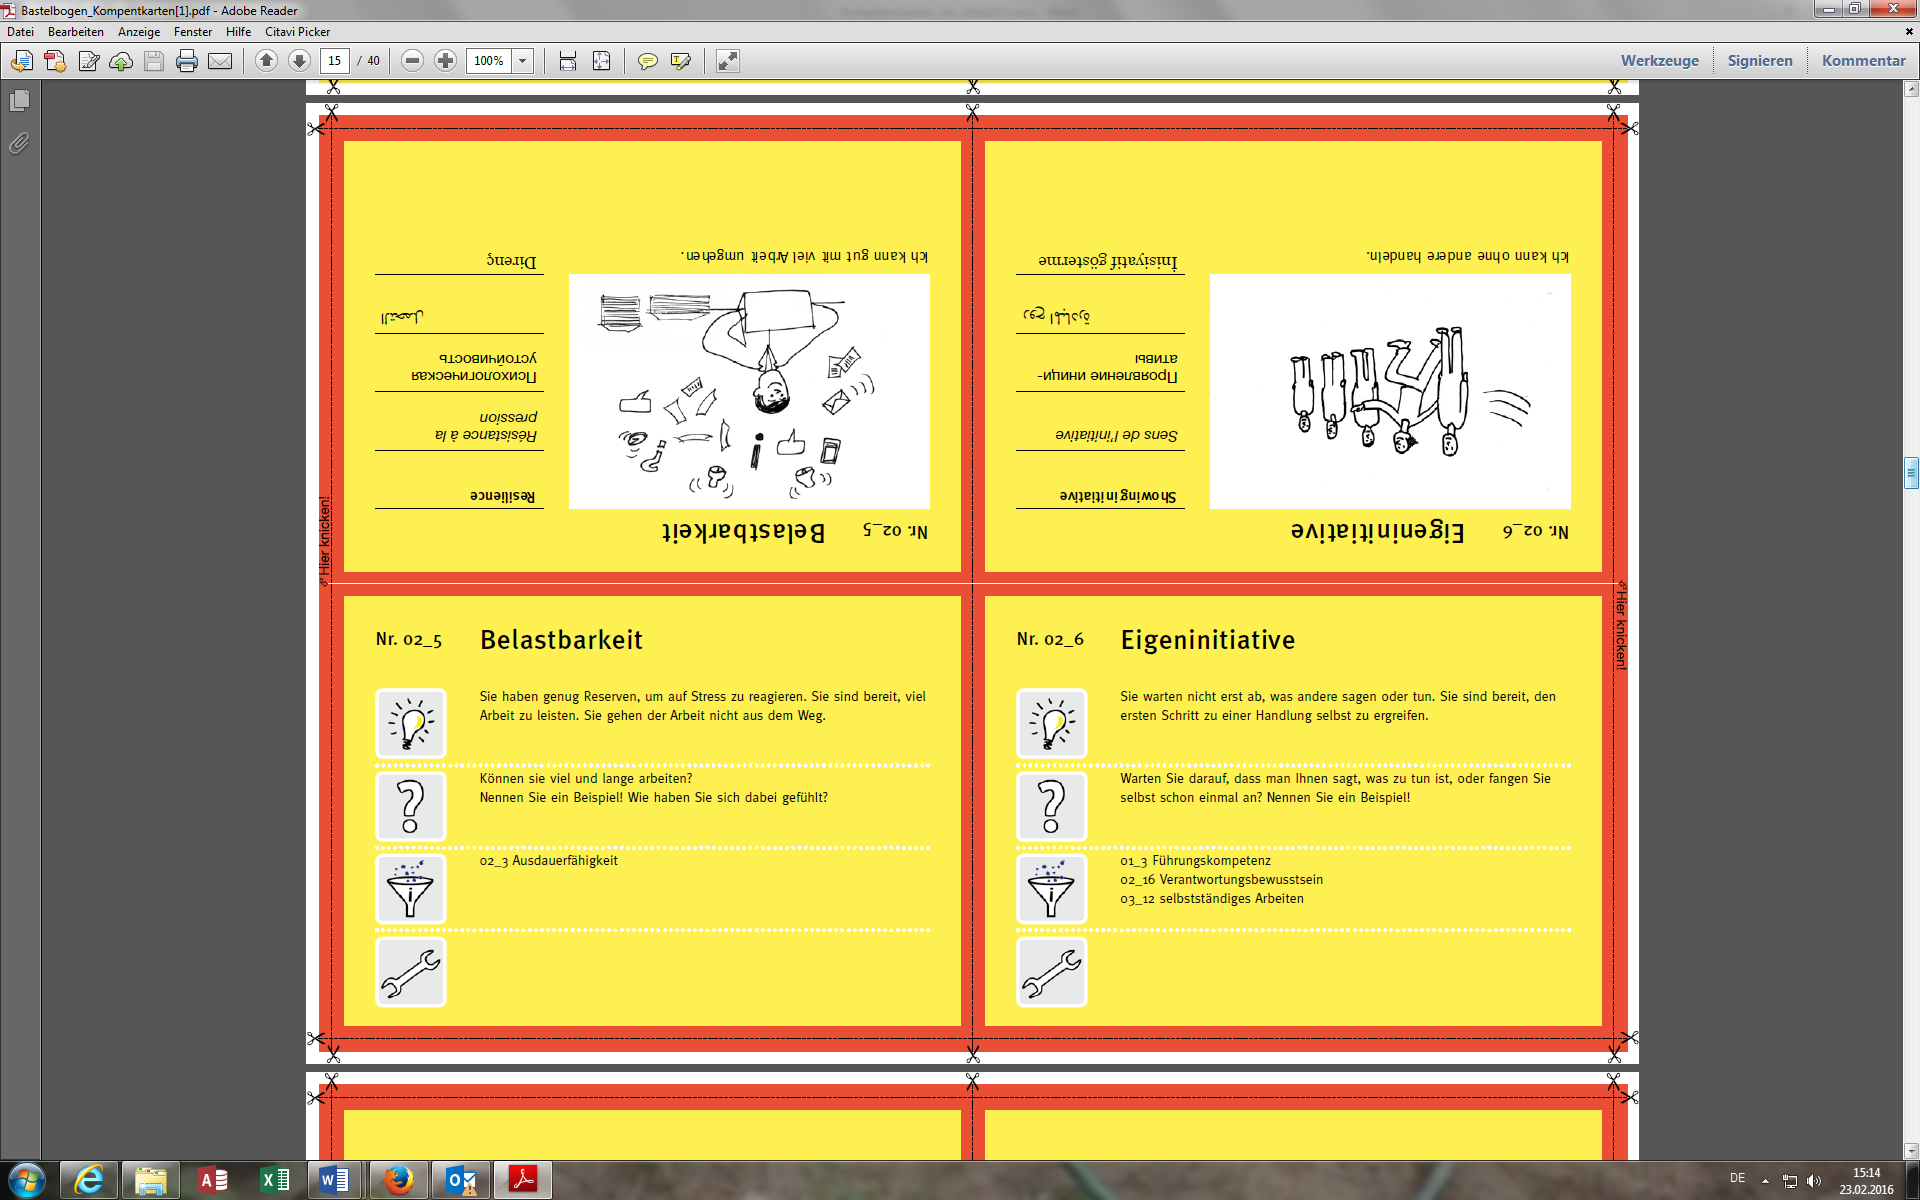 Bastelbogen_Kompentkarten[1].pdf - Adobe Reader
Datei Bearbeiten Anzeige Fenster Hilfe Citavi Picker
15 / 40 100% Werkzeuge Signieren Kommentar
Nr. 02_5 Belastbarkeit
Resilience
Résistance à la
pression
Психологическая
устойчивость
التحمل
Direnç
Ich kann gut mit viel Arbeit umgehen.
Nr. 02_6 Eigeninitiative
Showing initiative
Sens de l'initiative
Проявление иници-
ативы
روح المبادرة
İnisiyatif gösterme
Ich kann ohne andere handeln.
Hier knicken!
Hier knicken!
Nr. 02_5 Belastbarkeit
Sie haben genug Reserven, um auf Stress zu reagieren. Sie sind bereit, viel
Arbeit zu leisten. Sie gehen der Arbeit nicht aus dem Weg.
Können sie viel und lange arbeiten?
Nennen Sie ein Beispiel! Wie haben Sie sich dabei gefühlt?
02_3 Ausdauerfähigkeit
Nr. 02_6 Eigeninitiative
Sie warten nicht erst ab, was andere sagen oder tun. Sie sind bereit, den
ersten Schritt zu einer Handlung selbst zu ergreifen.
Warten Sie darauf, dass man Ihnen sagt, was zu tun ist, oder fangen Sie
selbst schon einmal an? Nennen Sie ein Beispiel!
01_3 Führungskompetenz
02_16 Verantwortungsbewusstsein
03_12 selbstständiges Arbeiten
DE
15:14
23.02.2016